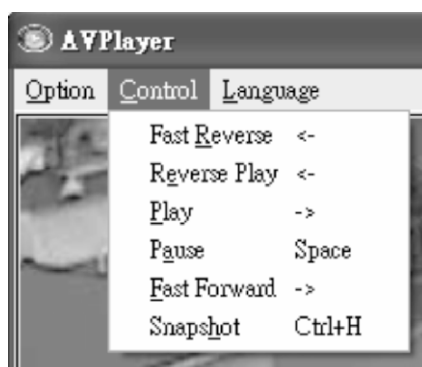 AVPlayer
Option Control Language
Fast Reverse <-
Reverse Play <-
Play ->
Pause Space
Fast Forward ->
Snapshot Ctrl+H